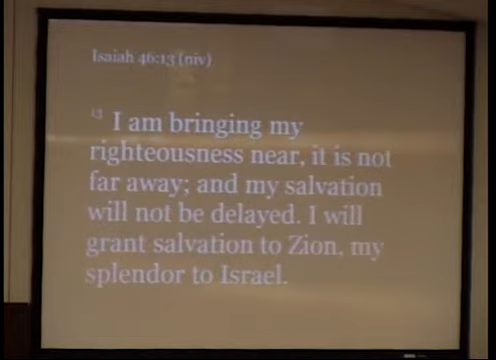 Isaiah 46:13 (niv)
13 I am bringing my
righteousness near, it is not
far away; and my salvation
will not be delayed. I will
grant salvation to Zion, my
splendor to Israel.